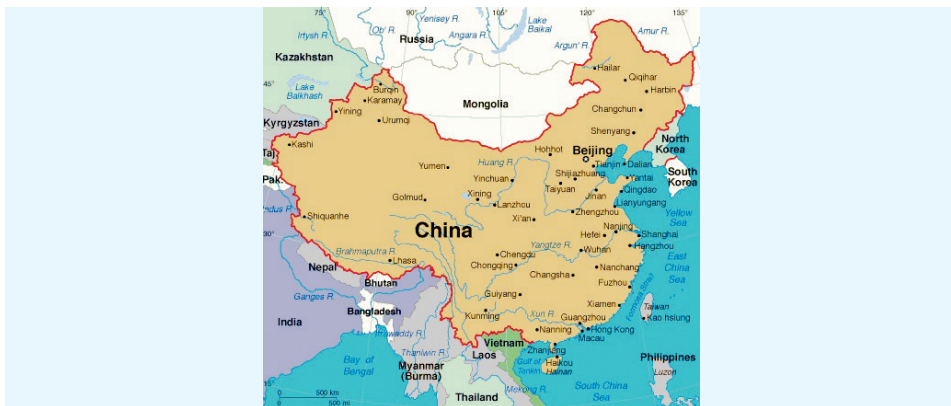 75°
90°
105°
120°
135°
Irtysh R.
Ob' R.
Yenisey R.
Angara R.
Lake
Baikal
Amur R.
Russia
Argun' R.
Kazakhstan
Hailar
Burqin
Qiqihar
45°
Lake
Balkhash
Karamay
Harbin
Mongolia
Yining
Changchun
Kyrgyzstan
Urumqi
Shenyang
Kashi
Hohhot
Beijing
North
Korea
Taj.
Yumen
Huang R.
Tianjin
Dalian
Shijiazhuang
Pak.
Yinchuan
Taiyuan
Yantai
South
Korea
Golmud
Xining
Jinan
Qingdao
Lanzhou
Lianyungang
Indus R.
Shiquanhe
Xi'an
Zhengzhou
Yellow
Sea
China
Nanjing
30°
Hefei
Shanghai
Brahmaputra R.
Yangtze R.
Wuhan
Hangzhou
Nepal
Lhasa
Chengdu
East
China
Sea
Chongqing
Nanchang
Bhutan
Changsha
Fuzhou
Ganges R.
Guiyang
Xiamen
Formosa Strait
Taiwan
Bangladesh
Kunming
Xun R.
Guangzhou
Kao hsiung
India
Irrawaddy R.
Nanning
Hong Kong
Macau
Vietnam
Bay of
Bengal
Thanlwin R.
Laos
Zhanjiang
Gulf of
Tonkin
Haikou
Hainan
Philippines
Luzon
Myanmar
(Burma)
15°
Mekong R.
South China
Sea
Thailand
0
500 km
0
500 mi